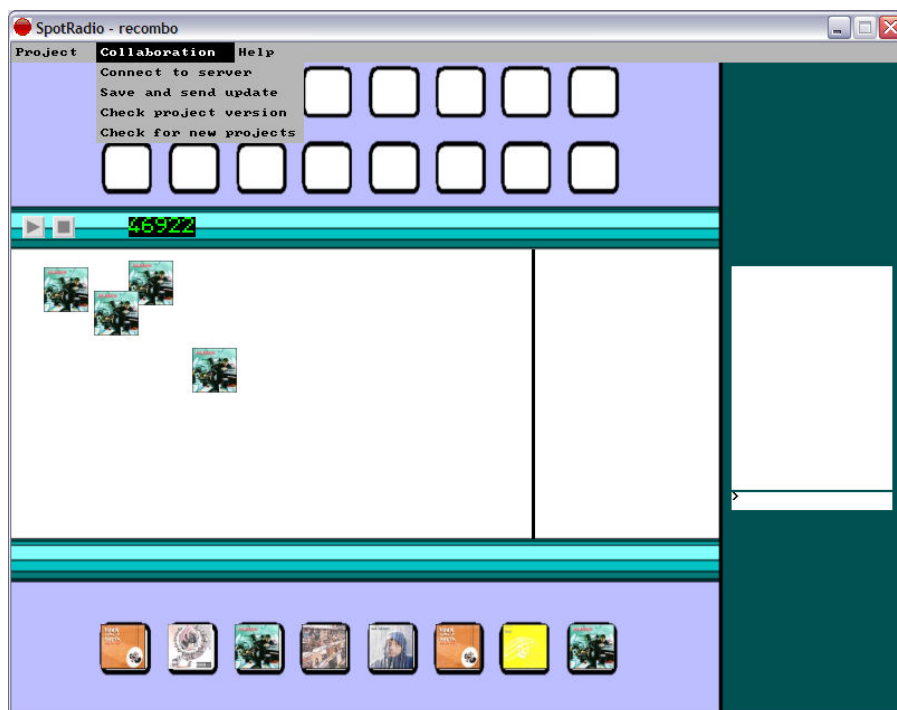 SpotRadio - recombo
Project Collaboration Help
Connect to server
Save and send update
Check project version
Check for new projects
46922
>